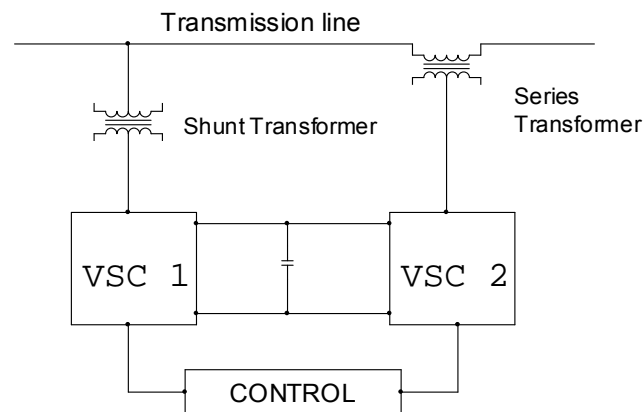 Transmission line
Shunt Transformer
Series
Transformer
VSC 1
VSC 2
CONTROL